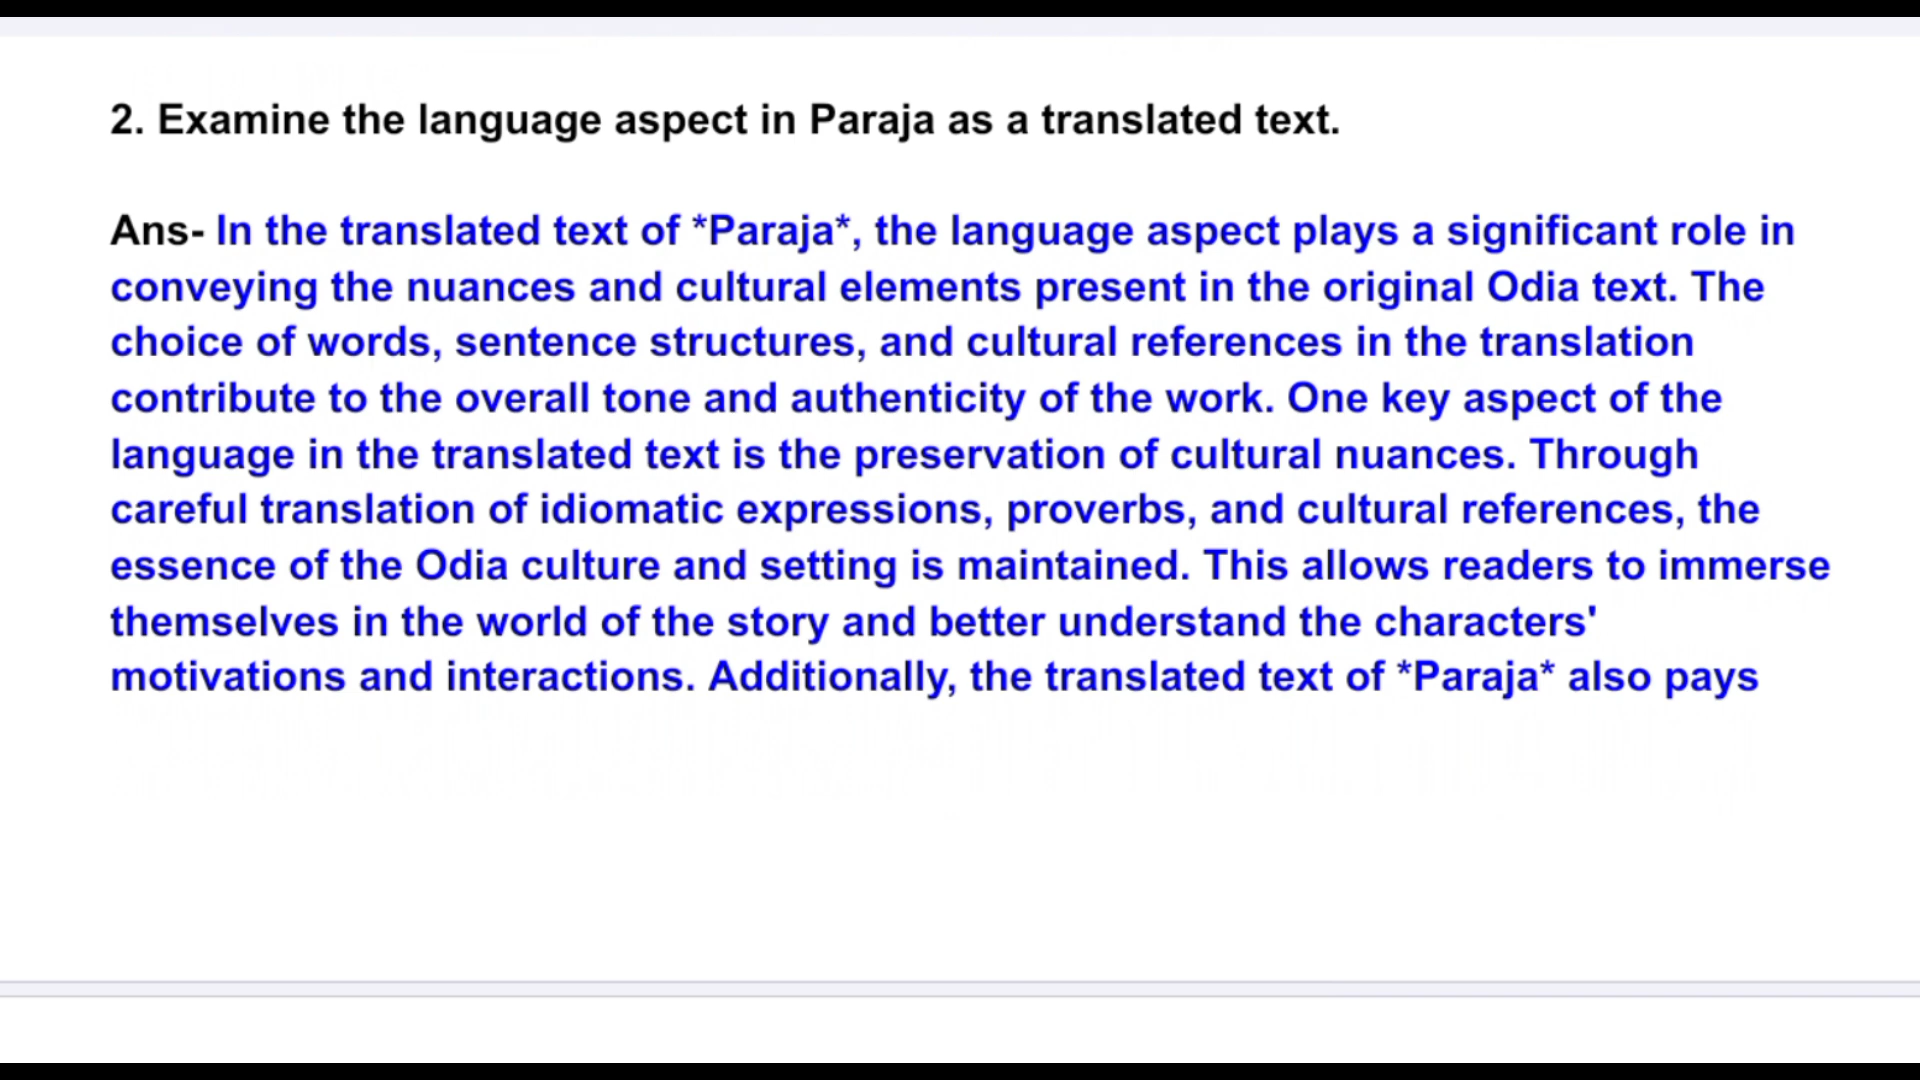 2. Examine the language aspect in Paraja as a translated text.
Ans- In the translated text of *Paraja*, the language aspect plays a significant role in
conveying the nuances and cultural elements present in the original Odia text. The
choice of words, sentence structures, and cultural references in the translation
contribute to the overall tone and authenticity of the work. One key aspect of the
language in the translated text is the preservation of cultural nuances. Through
careful translation of idiomatic expressions, proverbs, and cultural references, the
essence of the Odia culture and setting is maintained. This allows readers to immerse
themselves in the world of the story and better understand the characters'
motivations and interactions. Additionally, the translated text of *Paraja* also pays